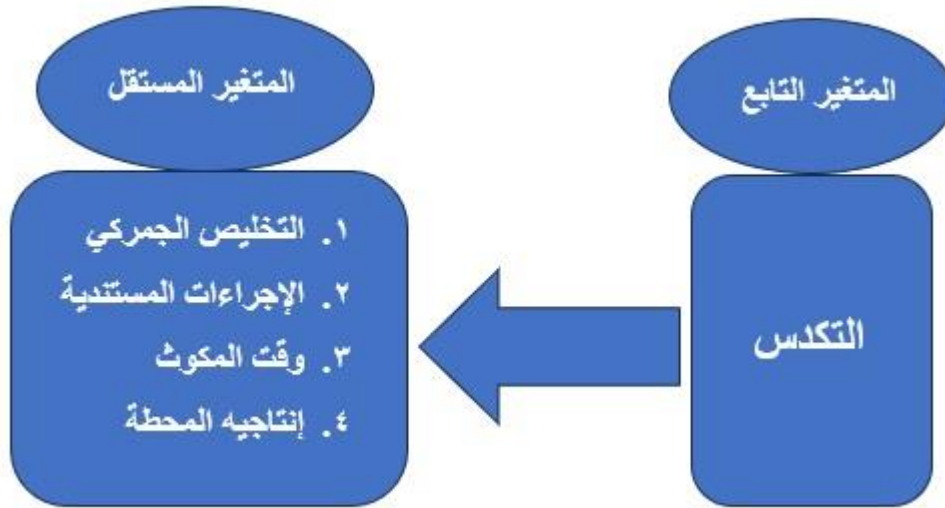 المتغير التابع
التكدس
المتغير المستقل
١. التخليص الجمركي
٢. الإجراءات المستندية
٣. وقت المكوث
٤. إنتاجيه المحطة